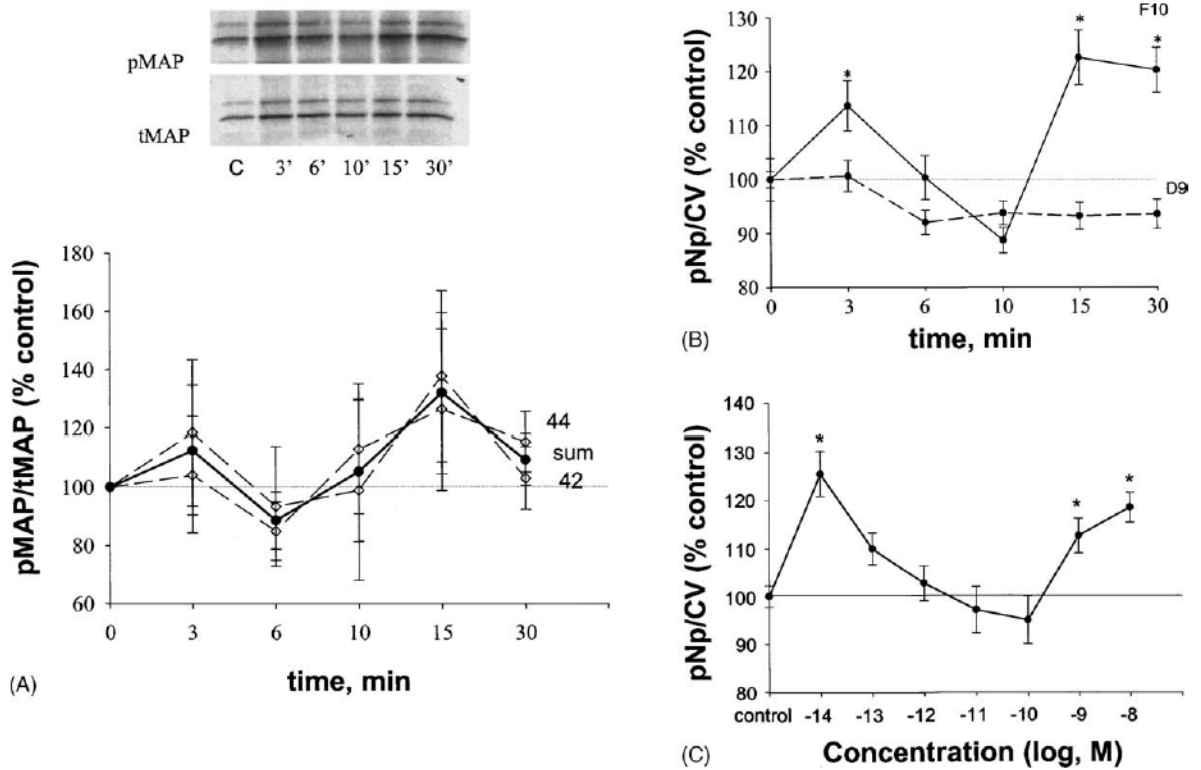 pMAP
tMAP
C 3' 6' 10' 15' 30'
pMAP/tMAP (% control)
180
160
140
120
100
80
60
44
sum
42
0 3 6 10 15 30
time, min
(A)
pNp/CV (% control)
130
120
110
100
90
80
*
*
*
F10
D9
0 3 6 10 15 30
time, min
(B)
pNp/CV (% control)
140
130
120
110
100
90
80
*
*
*
control -14 -13 -12 -11 -10 -9 -8
Concentration (log, M)
(C)